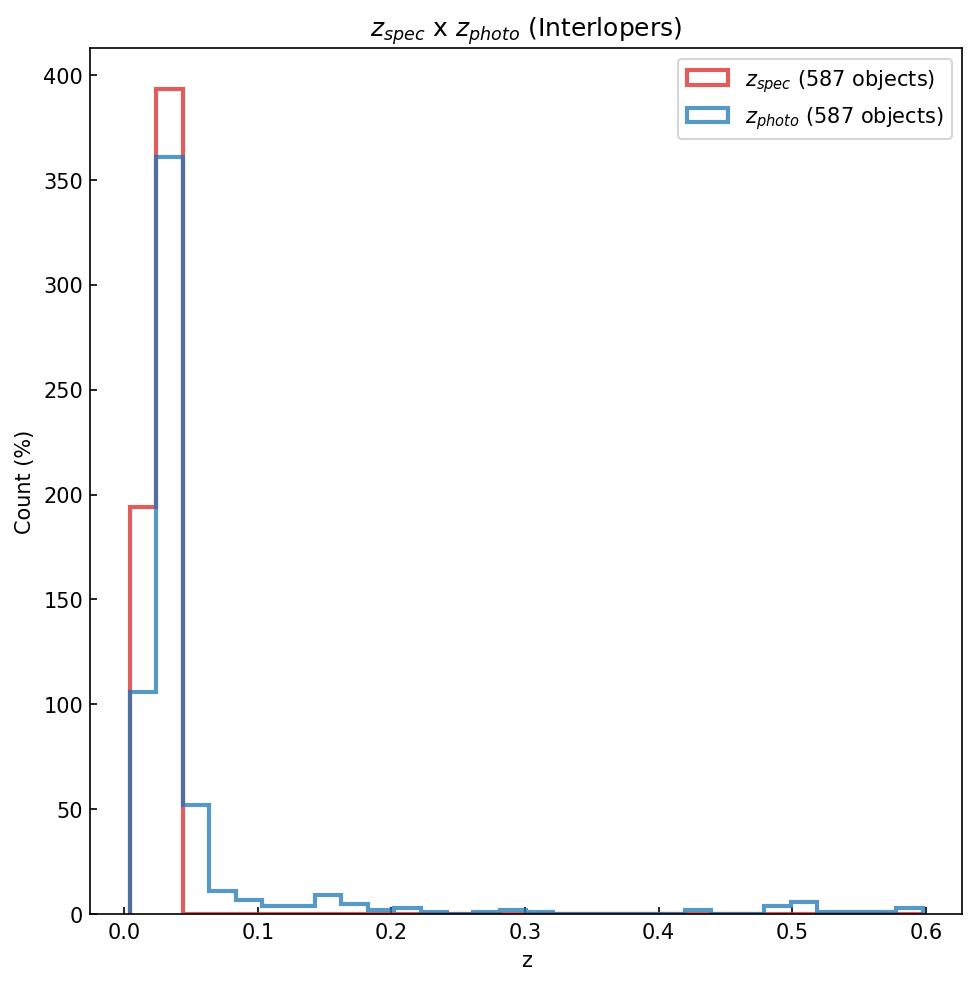 z_spec x z_photo (Interlopers)
z_spec (587 objects)
z_photo (587 objects)
Count (%)
400
350
300
250
200
150
100
50
0
0.0 0.1 0.2 0.3 0.4 0.5 0.6
z